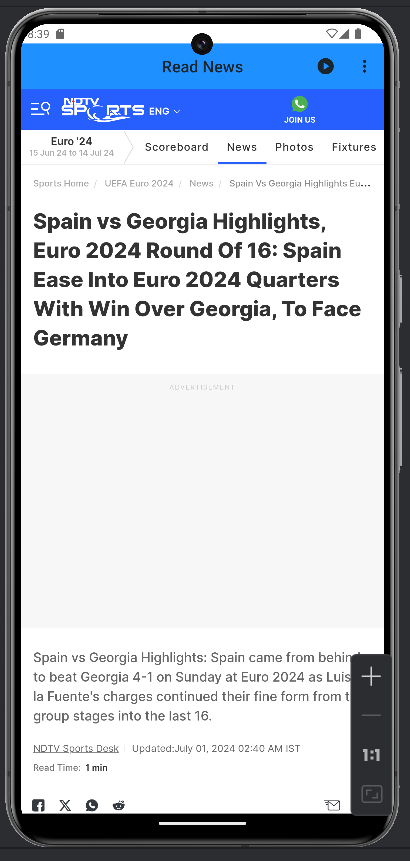 8:39
Read News
NDTV
SPORTS ENG
JOIN US
Euro '24
15 Jun 24 to 14 Jul 24
Scoreboard News Photos Fixtures
Sports Home / UEFA Euro 2024 / News / Spain Vs Georgia Highlights Eu...
Spain vs Georgia Highlights,
Euro 2024 Round Of 16: Spain
Ease Into Euro 2024 Quarters
With Win Over Georgia, To Face
Germany
ADVERTISEMENT
Spain vs Georgia Highlights: Spain came from behind
to beat Georgia 4-1 on Sunday at Euro 2024 as Luis
la Fuente's charges continued their fine form from t
group stages into the last 16.
NDTV Sports Desk | Updated:July 01, 2024 02:40 AM IST
Read Time: 1 min
1:1